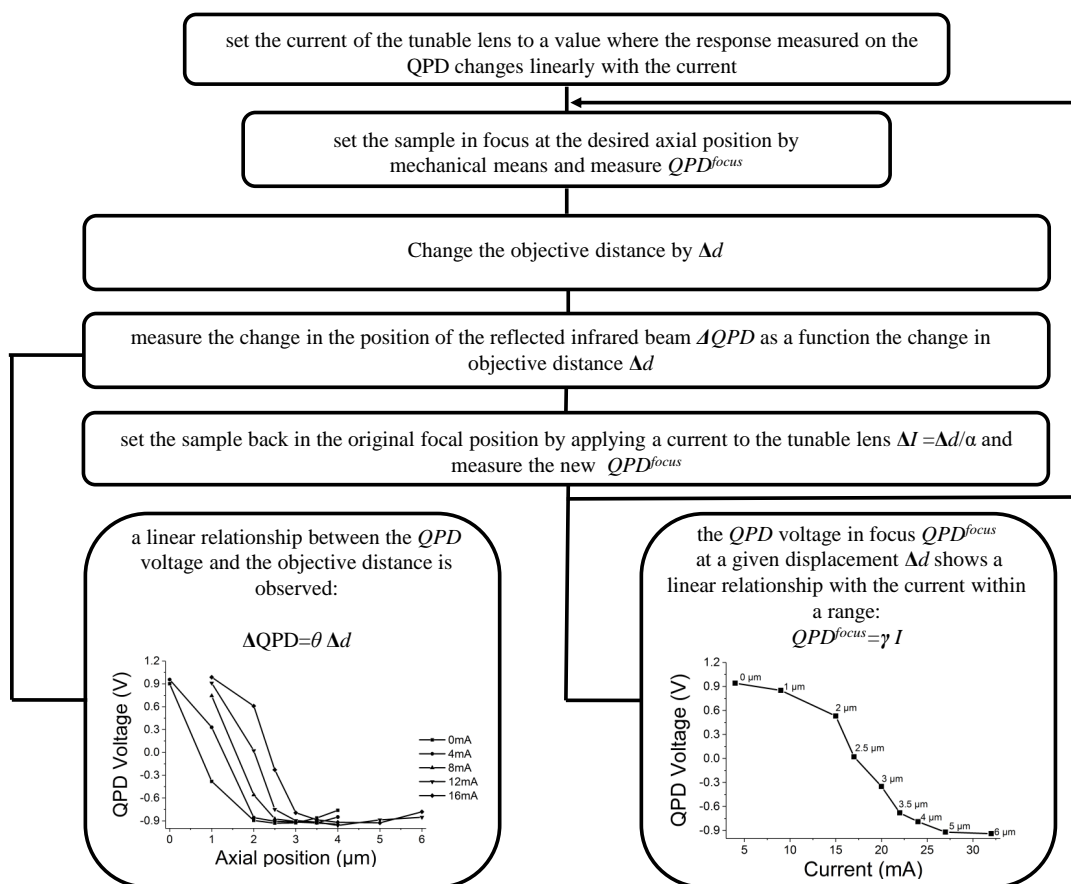 set the current of the tunable lens to a value where the response measured on the
QPD changes linearly with the current
set the sample in focus at the desired axial position by
mechanical means and measure QPD^focus
Change the objective distance by Δd
measure the change in the position of the reflected infrared beam ΔQPD as a function the change in
objective distance Δd
set the sample back in the original focal position by applying a current to the tunable lens ΔI =Δd/α and
measure the new QPD^focus
a linear relationship between the QPD
voltage and the objective distance is
observed:
ΔQPD=θ Δd
QPD Voltage (V)
1.2
0.9
0.6
0.3
0.0
-0.3
-0.6
-0.9
0 1 2 3 4 5 6
Axial position (μm)
0mA
4mA
8mA
12mA
16mA
the QPD voltage in focus QPD^focus
at a given displacement Δd shows a
linear relationship with the current within
a range:
QPD^focus=γ I
QPD Voltage (V)
1.2
0.9
0.6
0.3
0.0
-0.3
-0.6
-0.9
0 μm
1 μm
2 μm
2.5 μm
3 μm
3.5 μm
4 μm
5 μm
6 μm
5 10 15 20 25 30
Current (mA)